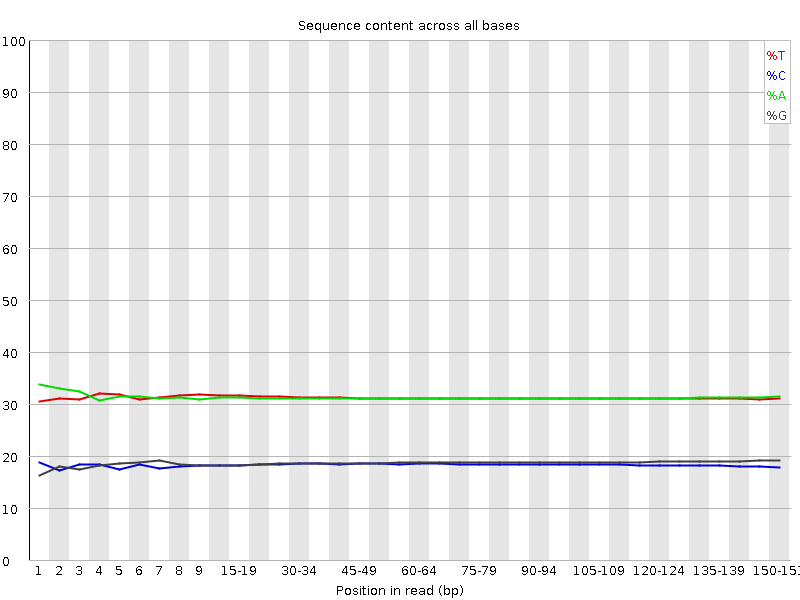 Sequence content across all bases
%T
%C
%A
%G
100
90
80
70
60
50
40
30
20
10
0
1 2 3 4 5 6 7 8 9 15-19 30-34 45-49 60-64 75-79 90-94 105-109 120-124 135-139 150-151
Position in read (bp)